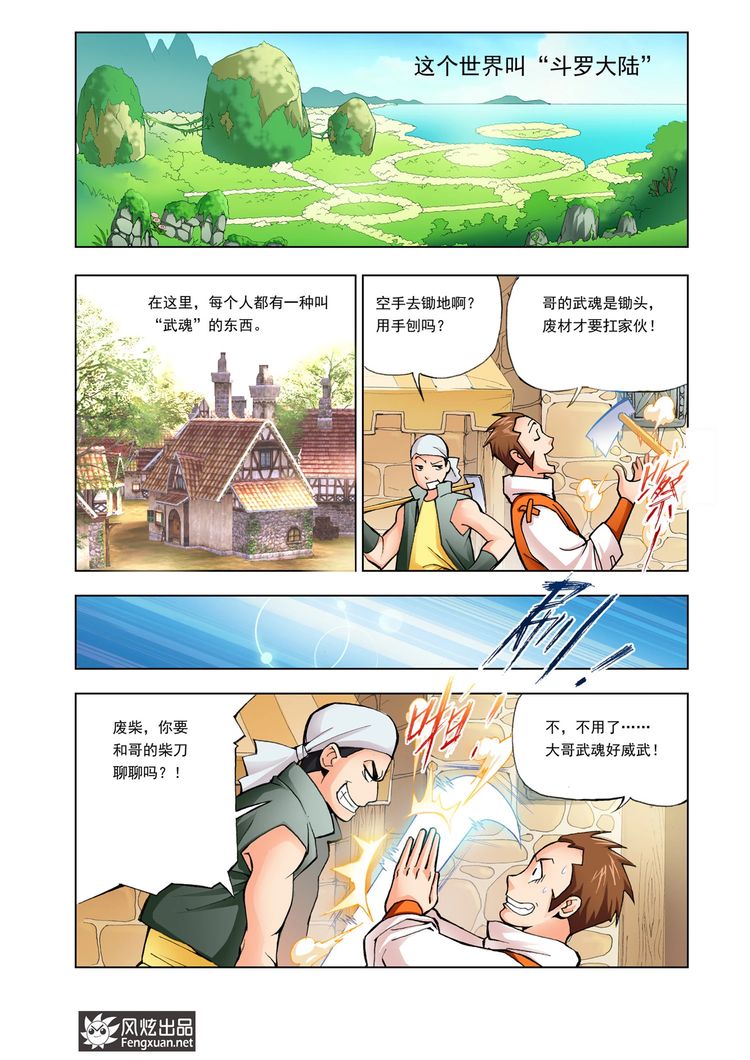 这个世界叫“斗罗大陆”
在这里，每个人都有一种叫
“武魂”的东西。
空手去锄地啊？
用手刨吗？
哥的武魂是锄头，
废材才要扛家伙！
嚓
刷
啪
废柴，你要
和哥的柴刀
聊聊吗？！
不，不用了……
大哥武魂好威武！
风炫出品
Fengxuan.net